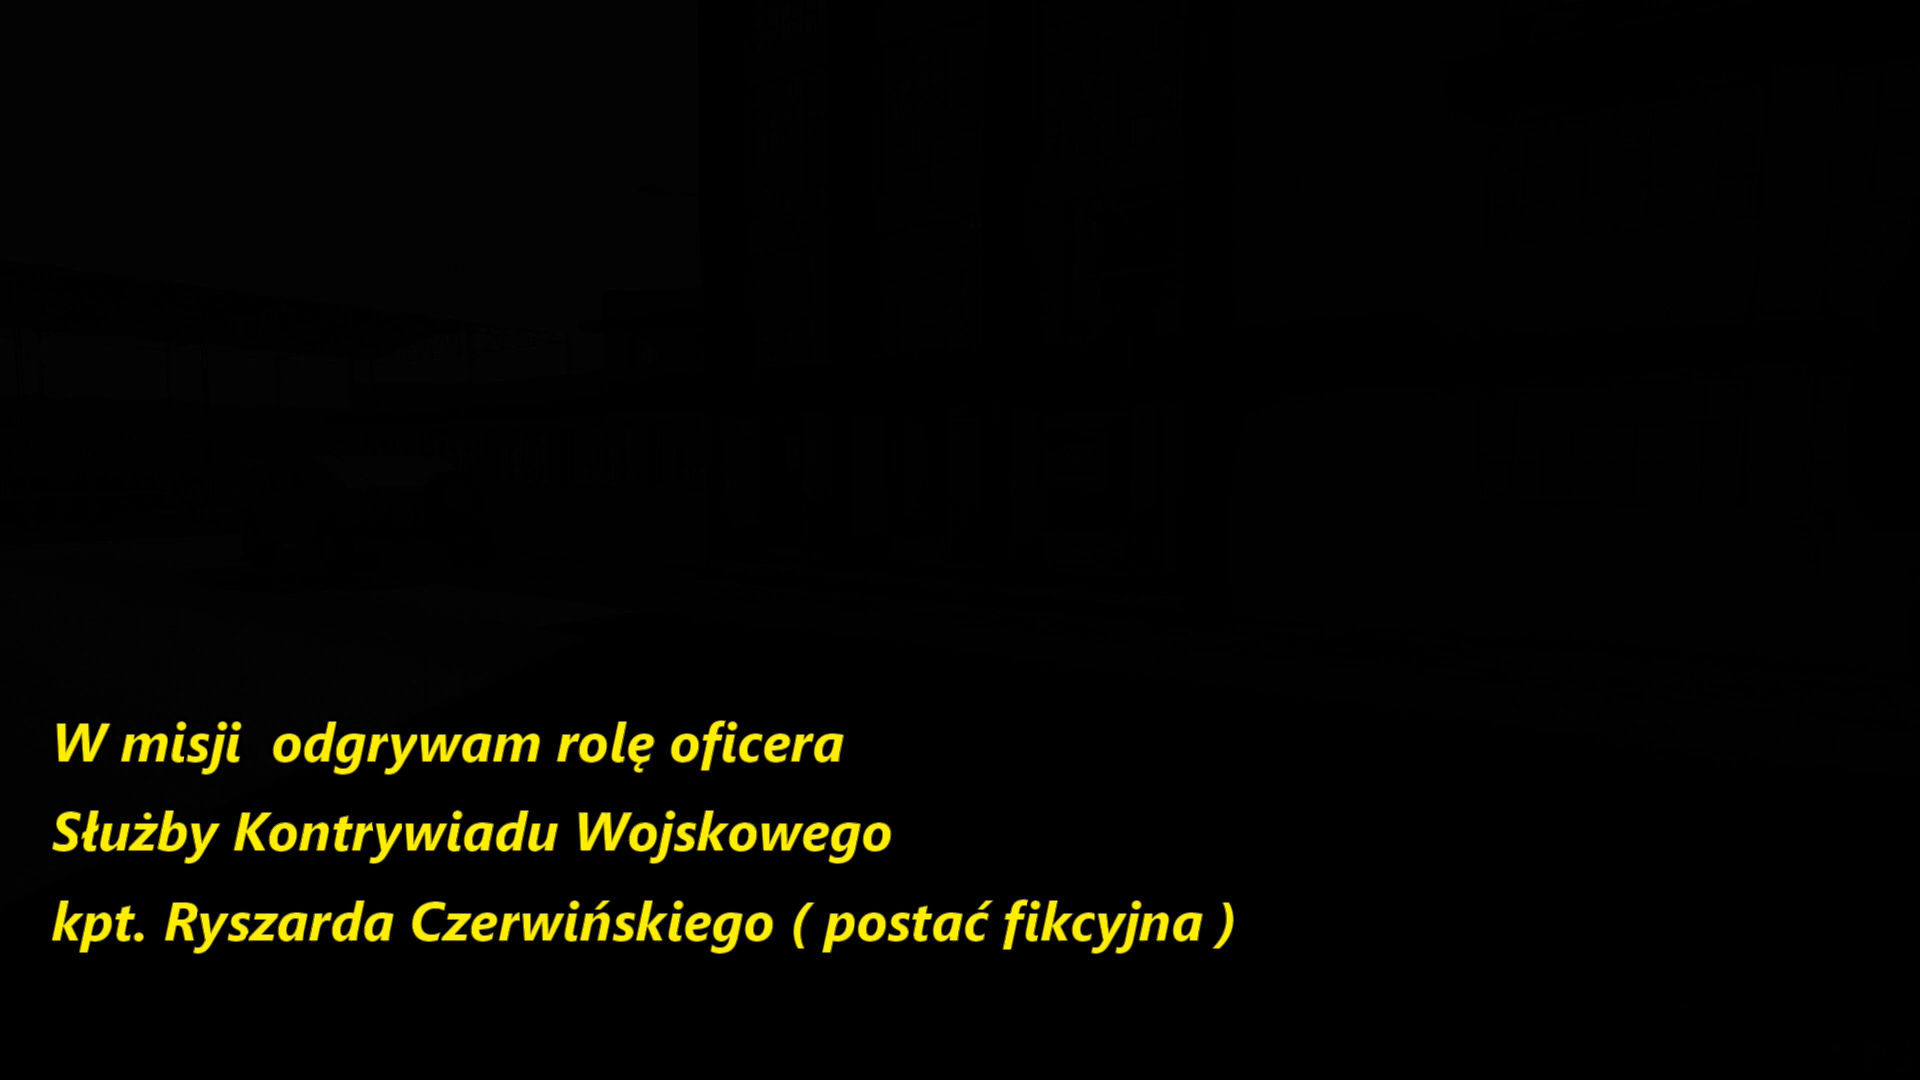 W misji  odgrywam rolę oficera
Służby Kontrywiadu Wojskowego
kpt. Ryszarda Czerwińskiego ( postać fikcyjna )